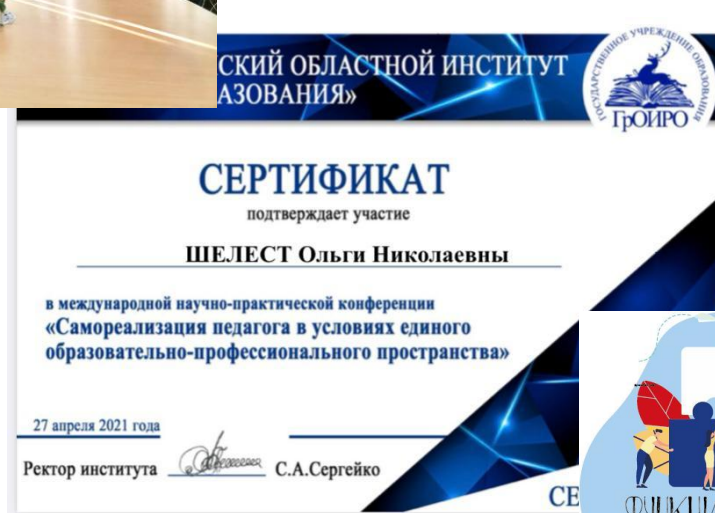 СКИЙ ОБЛАСТНОЙ ИНСТИТУТ
АЗОВАНИЯ»
ГОСУДАРСТВЕННОЕ УЧРЕЖДЕНИЕ ОБРАЗОВАНИЯ
ГрОИРО
СЕРТИФИКАТ
подтверждает участие
ШЕЛЕСТ Ольги Николаевны
в международной научно-практической конференции
«Самореализация педагога в условиях единого
образовательно-профессионального пространства»
27 апреля 2021 года
Ректор института С.А.Сергейко
СЕ